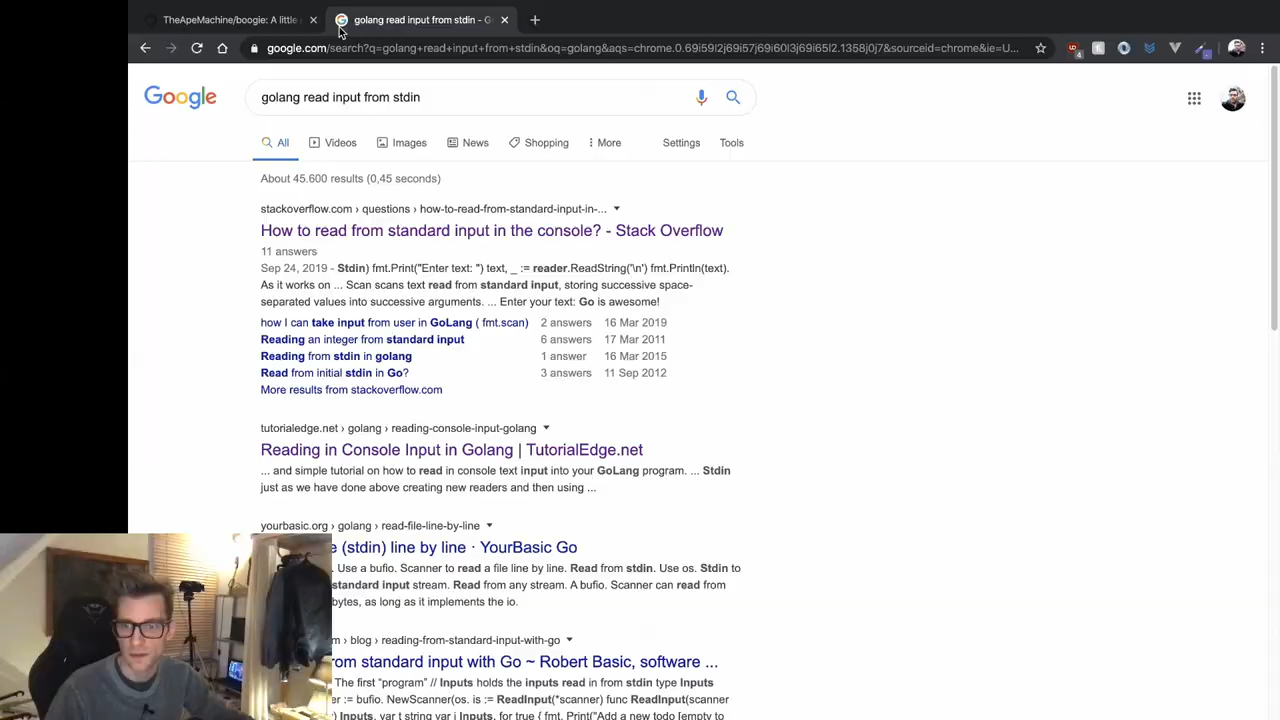 TheApeMachine/boogie: A little
golang read input from stdin - G
google.com/search?q=golang+read+input+from+stdin&oq=golang&aqs=chrome.0.69i59l2j69i57j69i60l3j69i65l2.1358j0j7&sourceid=chrome&ie=U...
4
Google
golang read input from stdin
All
Videos
Images
News
Shopping
More
Settings
Tools
About 45.600 results (0,45 seconds)
stackoverflow.com › questions › how-to-read-from-standard-input-in-...
How to read from standard input in the console? - Stack Overflow
11 answers
Sep 24, 2019 - Stdin) fmt.Print("Enter text: ") text, _ := reader.ReadString('\n') fmt.Println(text).
As it works on ... Scan scans text read from standard input, storing successive space-
separated values into successive arguments. ... Enter your text: Go is awesome!
how I can take input from user in GoLang ( fmt.scan) 2 answers 16 Mar 2019
Reading an integer from standard input 6 answers 17 Mar 2011
Reading from stdin in golang 1 answer 16 Mar 2015
Read from initial stdin in Go? 3 answers 11 Sep 2012
More results from stackoverflow.com
tutorialedge.net › golang › reading-console-input-golang
Reading in Console Input in Golang | TutorialEdge.net
... and simple tutorial on how to read in console text input into your GoLang program. ... Stdin
just as we have done above creating new readers and then using ...
yourbasic.org › golang › read-file-line-by-line
e (stdin) line by line · YourBasic Go
. Use a bufio. Scanner to read a file line by line. Read from stdin. Use os. Stdin to
standard input stream. Read from any stream. A bufio. Scanner can read from
bytes, as long as it implements the io.
m › blog › reading-from-standard-input-with-go
om standard input with Go ~ Robert Basic, software ...
The first “program” // Inputs holds the inputs read in from stdin type Inputs
r := bufio. NewScanner(os. is := ReadInput(*scanner) func ReadInput(scanner
) Inputs, var t string var i Inputs, for true { fmt. Print("Add a new todo [empty to